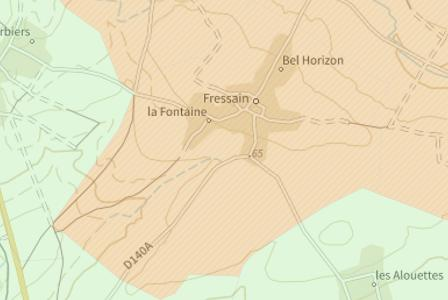 rbiers
Bel Horizon
Fressain
la Fontaine
65
D140A
les Alouettes